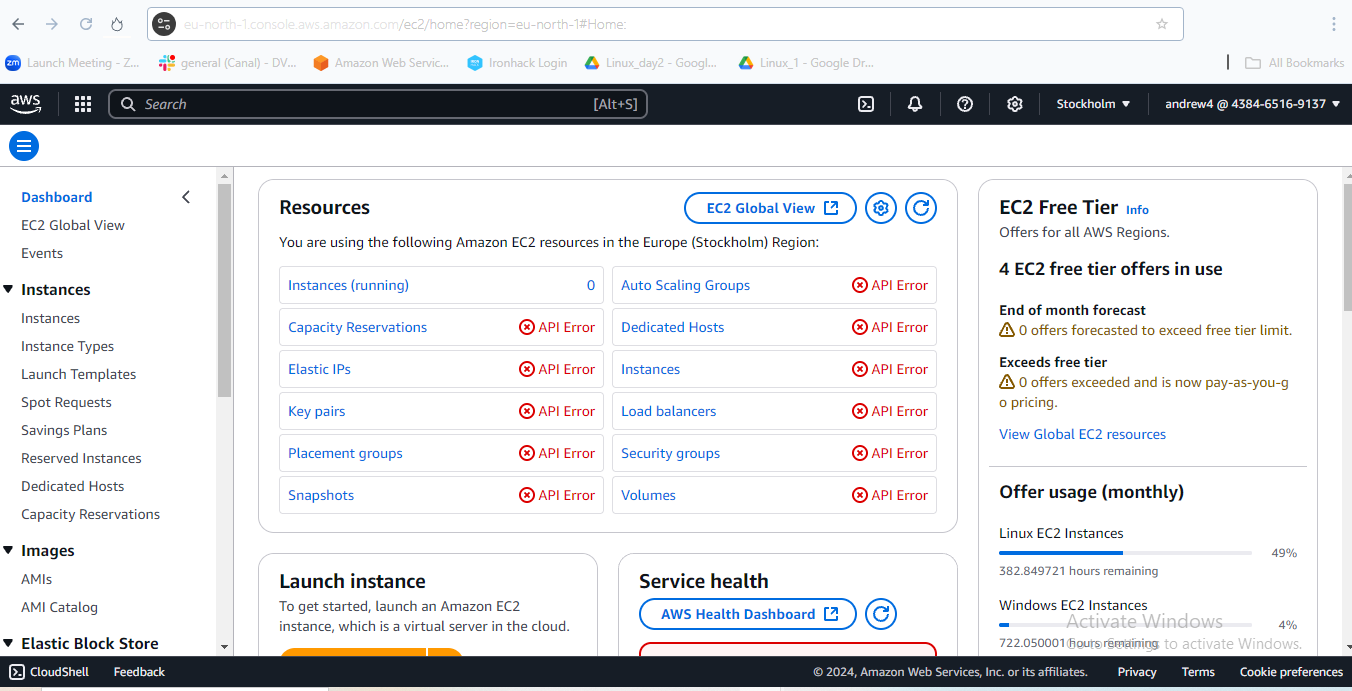 eu-north-1.console.aws.amazon.com/ec2/home?region=eu-north-1#Home:
zm Launch Meeting - Z... general (Canal) - DV... Amazon Web Servic... Ironhack Login Linux_day2 - Googl... Linux_1 - Google Dr... All Bookmarks
aws Search [Alt+S] Stockholm andrew4 @ 4384-6516-9137
Dashboard
EC2 Global View
Events
Instances
Instances
Instance Types
Launch Templates
Spot Requests
Savings Plans
Reserved Instances
Dedicated Hosts
Capacity Reservations
Images
AMIs
AMI Catalog
Elastic Block Store
Resources
EC2 Global View
You are using the following Amazon EC2 resources in the Europe (Stockholm) Region:
Instances (running) 0 Auto Scaling Groups API Error
Capacity Reservations API Error Dedicated Hosts API Error
Elastic IPs API Error Instances API Error
Key pairs API Error Load balancers API Error
Placement groups API Error Security groups API Error
Snapshots API Error Volumes API Error
Launch instance
To get started, launch an Amazon EC2
instance, which is a virtual server in the cloud.
Service health
AWS Health Dashboard
EC2 Free Tier Info
Offers for all AWS Regions.
4 EC2 free tier offers in use
End of month forecast
0 offers forecasted to exceed free tier limit.
Exceeds free tier
0 offers exceeded and is now pay-as-you-g
o pricing.
View Global EC2 resources
Offer usage (monthly)
Linux EC2 Instances
49%
382.849721 hours remaining
Windows EC2 Instances
4%
722.050001 hours remaining
Activate Windows
Go to Settings to activate Windows.
CloudShell Feedback © 2024, Amazon Web Services, Inc. or its affiliates. Privacy Terms Cookie preferences